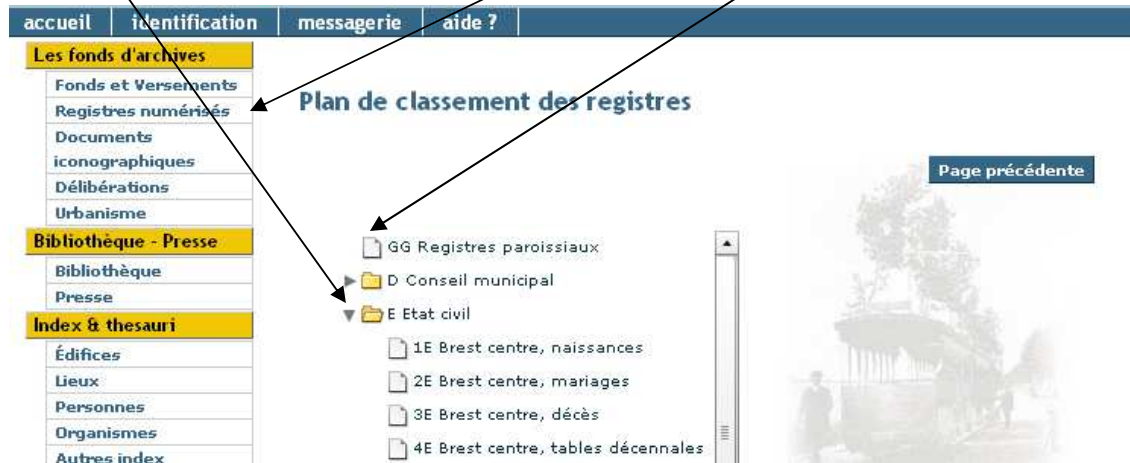 accueil identification messagerie aide ?
Les fonds d'archives
Fonds et Versements
Registres numérisés
Documents
iconographiques
Délibérations
Urbanisme
Bibliothèque - Presse
Bibliothèque
Presse
Index & thesauri
Édifices
Lieux
Personnes
Organismes
Autres index
Plan de classement des registres
Page précédente
GG Registres paroissiaux
D Conseil municipal
E Etat civil
1E Brest centre, naissances
2E Brest centre, mariages
3E Brest centre, décès
4E Brest centre, tables décennales